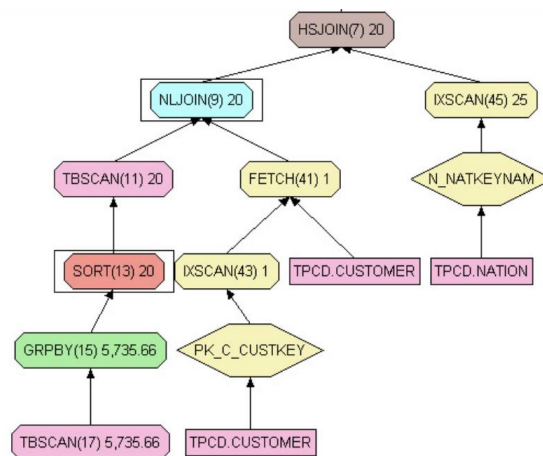 HSJOIN(7) 20
NLJOIN(9) 20
IXSCAN(45) 25
TBSCAN(11) 20
FETCH(41) 1
N_NATKEYNAM
SORT(13) 20
IXSCAN(43) 1
TPCD.CUSTOMER
TPCD.NATION
GRPBY(15) 5,735.66
PK_C_CUSTKEY
TBSCAN(17) 5,735.66
TPCD.CUSTOMER